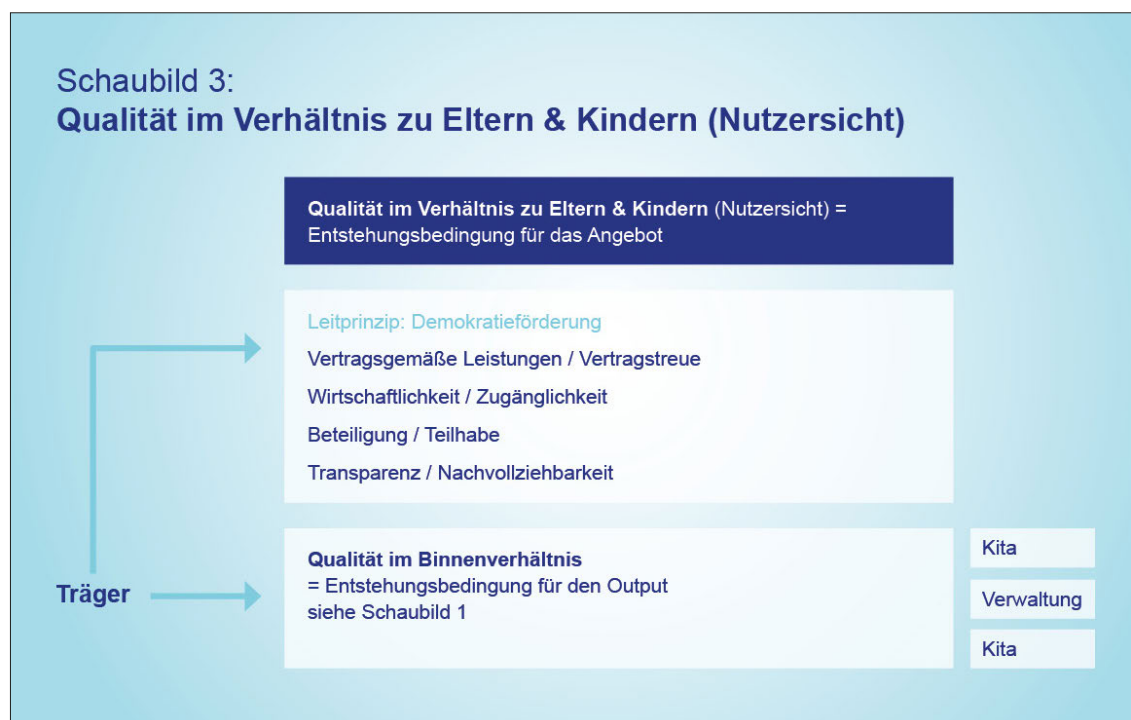 Schaubild 3:
Qualität im Verhältnis zu Eltern & Kindern (Nutzersicht)
Qualität im Verhältnis zu Eltern & Kindern (Nutzersicht) =
Entstehungsbedingung für das Angebot
Leitprinzip: Demokratieförderung
Vertragsgemäße Leistungen / Vertragstreue
Wirtschaftlichkeit / Zugänglichkeit
Beteiligung / Teilhabe
Transparenz / Nachvollziehbarkeit
Träger
Qualität im Binnenverhältnis
= Entstehungsbedingung für den Output
siehe Schaubild 1
Kita
Verwaltung
Kita